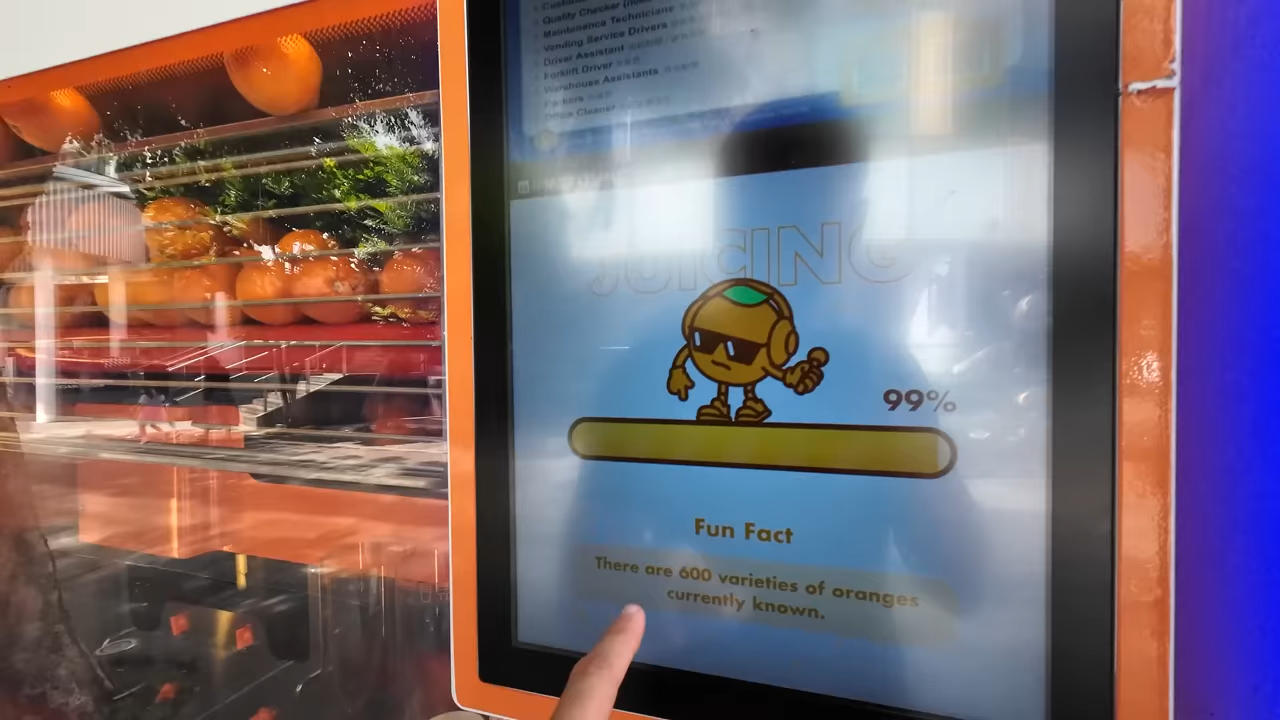 Quality Checker
Maintenance Technicians
Vending Service Drivers
Driver Assistant
Forklift Driver
Warehouse Assistants
Packers
Office Cleaner
JUICING
99%
Fun Fact
There are 600 varieties of oranges
currently known.